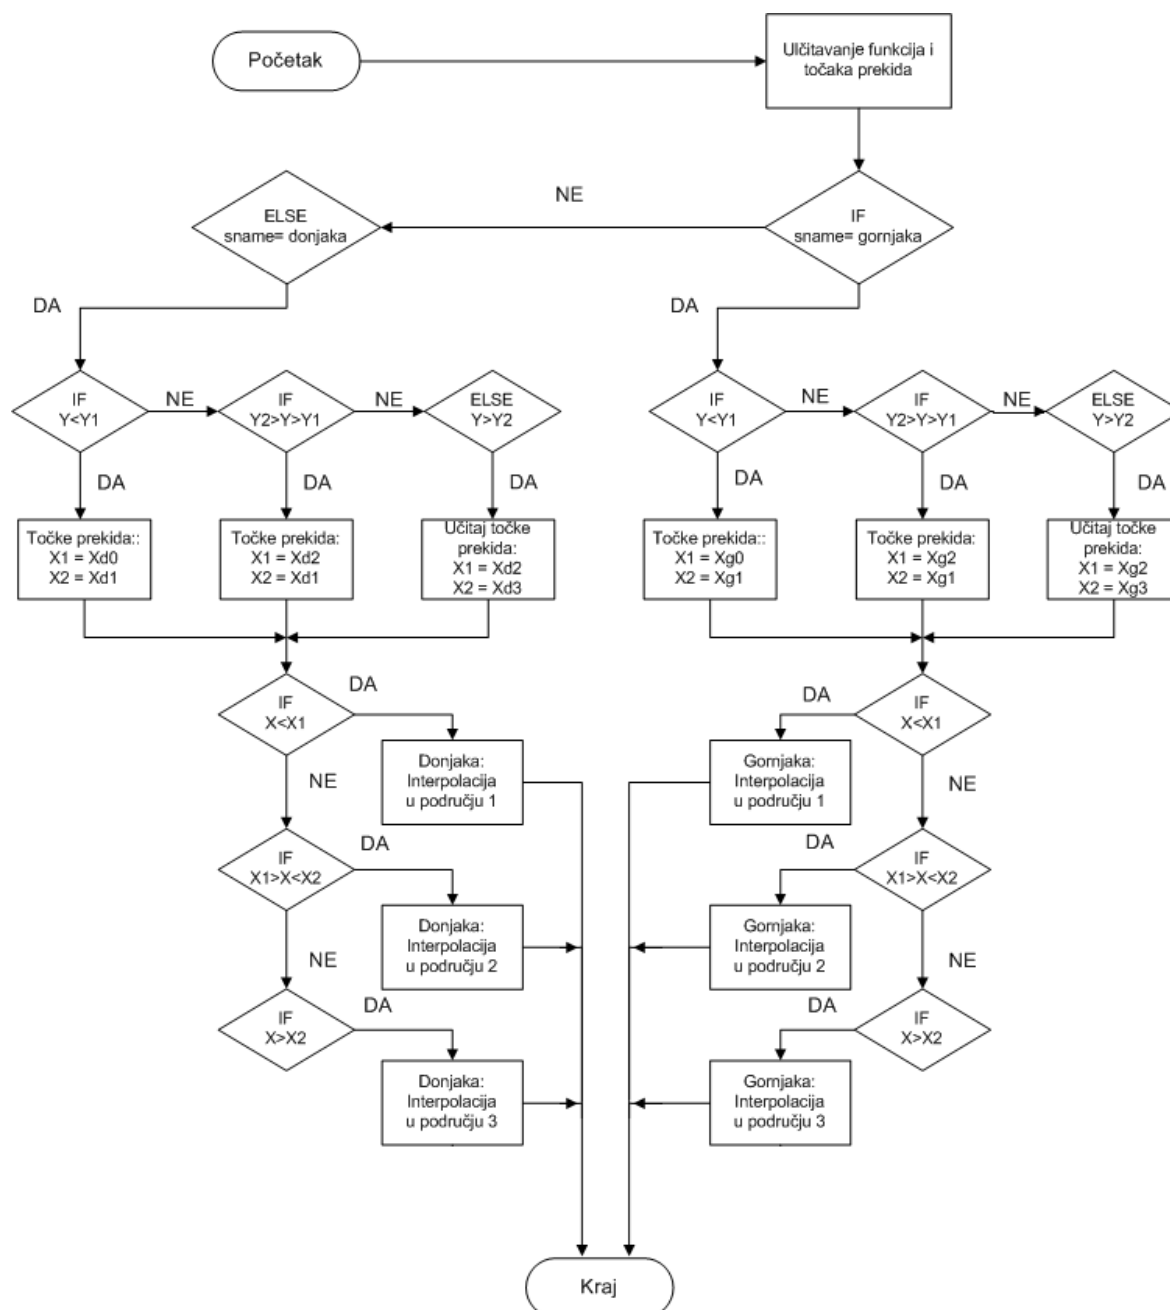 Početak
Ulčitavanje funkcija i
točaka prekida
NE
ELSE
sname= donjaka
IF
sname= gornjaka
DA
DA
IF
Y<Y1
NE
IF
Y2>Y>Y1
NE
ELSE
Y>Y2
IF
Y<Y1
NE
IF
Y2>Y>Y1
NE
ELSE
Y>Y2
DA
DA
DA
DA
DA
DA
Točke prekida::
X1 = Xd0
X2 = Xd1
Točke prekida:
X1 = Xd2
X2 = Xd1
Učitaj točke
prekida:
X1 = Xd2
X2 = Xd3
Točke prekida::
X1 = Xg0
X2 = Xg1
Točke prekida:
X1 = Xg2
X2 = Xg1
Učitaj točke
prekida:
X1 = Xg2
X2 = Xg3
IF
X<X1
DA
DA
IF
X<X1
Donjaka:
Interpolacija
u području 1
Gornjaka:
Interpolacija
u području 1
NE
NE
IF
X1>X<X2
DA
DA
IF
X1>X<X2
Donjaka:
Interpolacija
u području 2
Gornjaka:
Interpolacija
u području 2
NE
NE
IF
X>X2
DA
DA
IF
X>X2
Donjaka:
Interpolacija
u području 3
Gornjaka:
Interpolacija
u području 3
Kraj